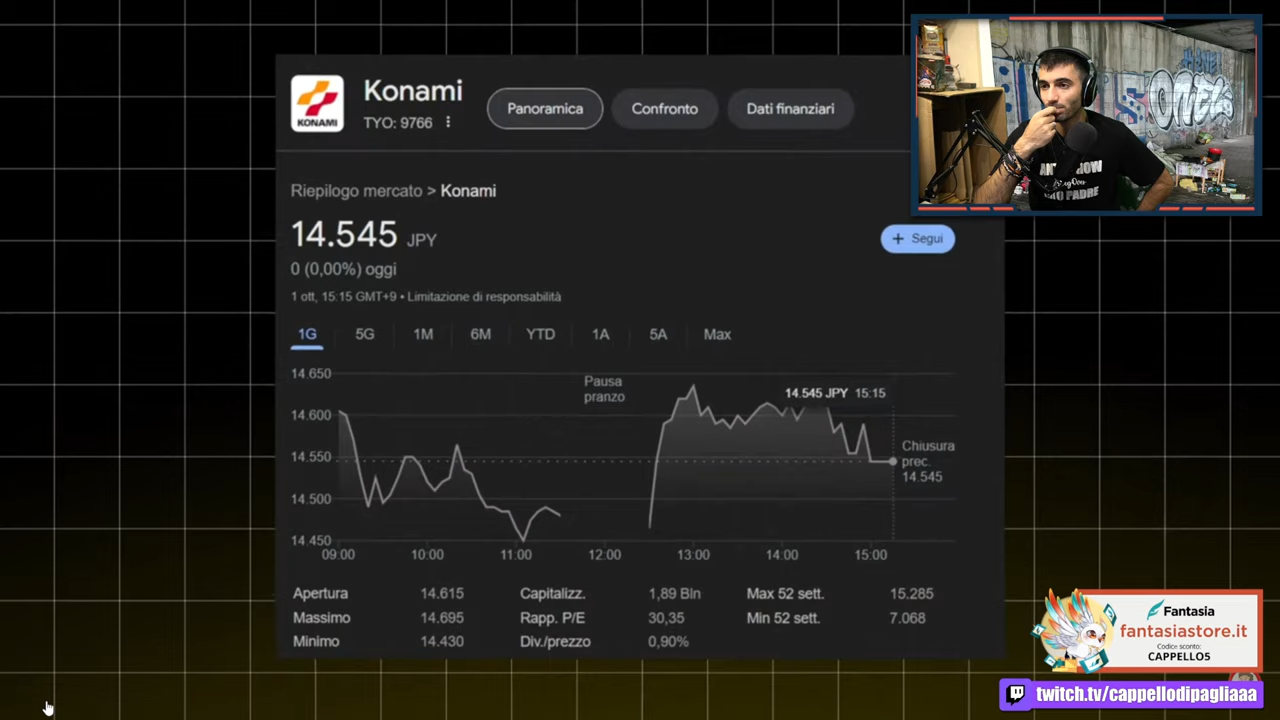 Konami
KONAMI
TYO: 9766
Panoramica
Confronto
Dati finanziari
Riepilogo mercato > Konami
14.545 JPY
+ Segui
0 (0,00%) oggi
1 ott, 15:15 GMT+9 • Limitazione di responsabilità
1G
5G
1M
6M
YTD
1A
5A
Max
14.650
14.600
14.550
14.500
14.450
Pausa
pranzo
14.545 JPY 15:15
Chiusura
prec.
14.545
09:00
10:00
11:00
12:00
13:00
14:00
15:00
Apertura 14.615
Massimo 14.695
Minimo 14.430
Capitalizz. 1,89 Bln
Rapp. P/E 30,35
Div./prezzo 0,90%
Max 52 sett. 15.285
Min 52 sett. 7.068
Fantasia
fantasiastore.it
Codice sconto:
CAPPELLO5
twitch.tv/cappellodipagliaaa